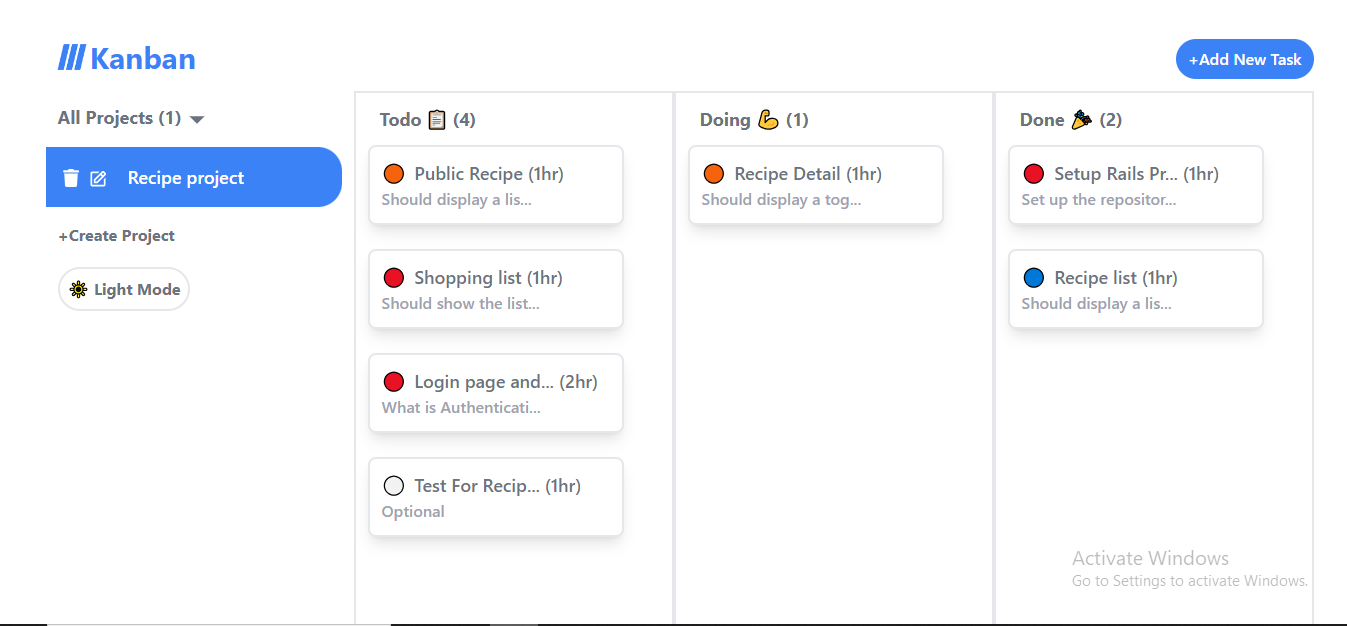 Kanban
+Add New Task
All Projects (1)
Recipe project
+Create Project
Light Mode
Todo 📋 (4)
Public Recipe (1hr)
Should display a lis...
Shopping list (1hr)
Should show the list...
Login page and... (2hr)
What is Authenticati...
Test For Recip... (1hr)
Optional
Doing 💪 (1)
Recipe Detail (1hr)
Should display a tog...
Done 🎉 (2)
Setup Rails Pr... (1hr)
Set up the repositor...
Recipe list (1hr)
Should display a lis...
Activate Windows
Go to Settings to activate Windows.